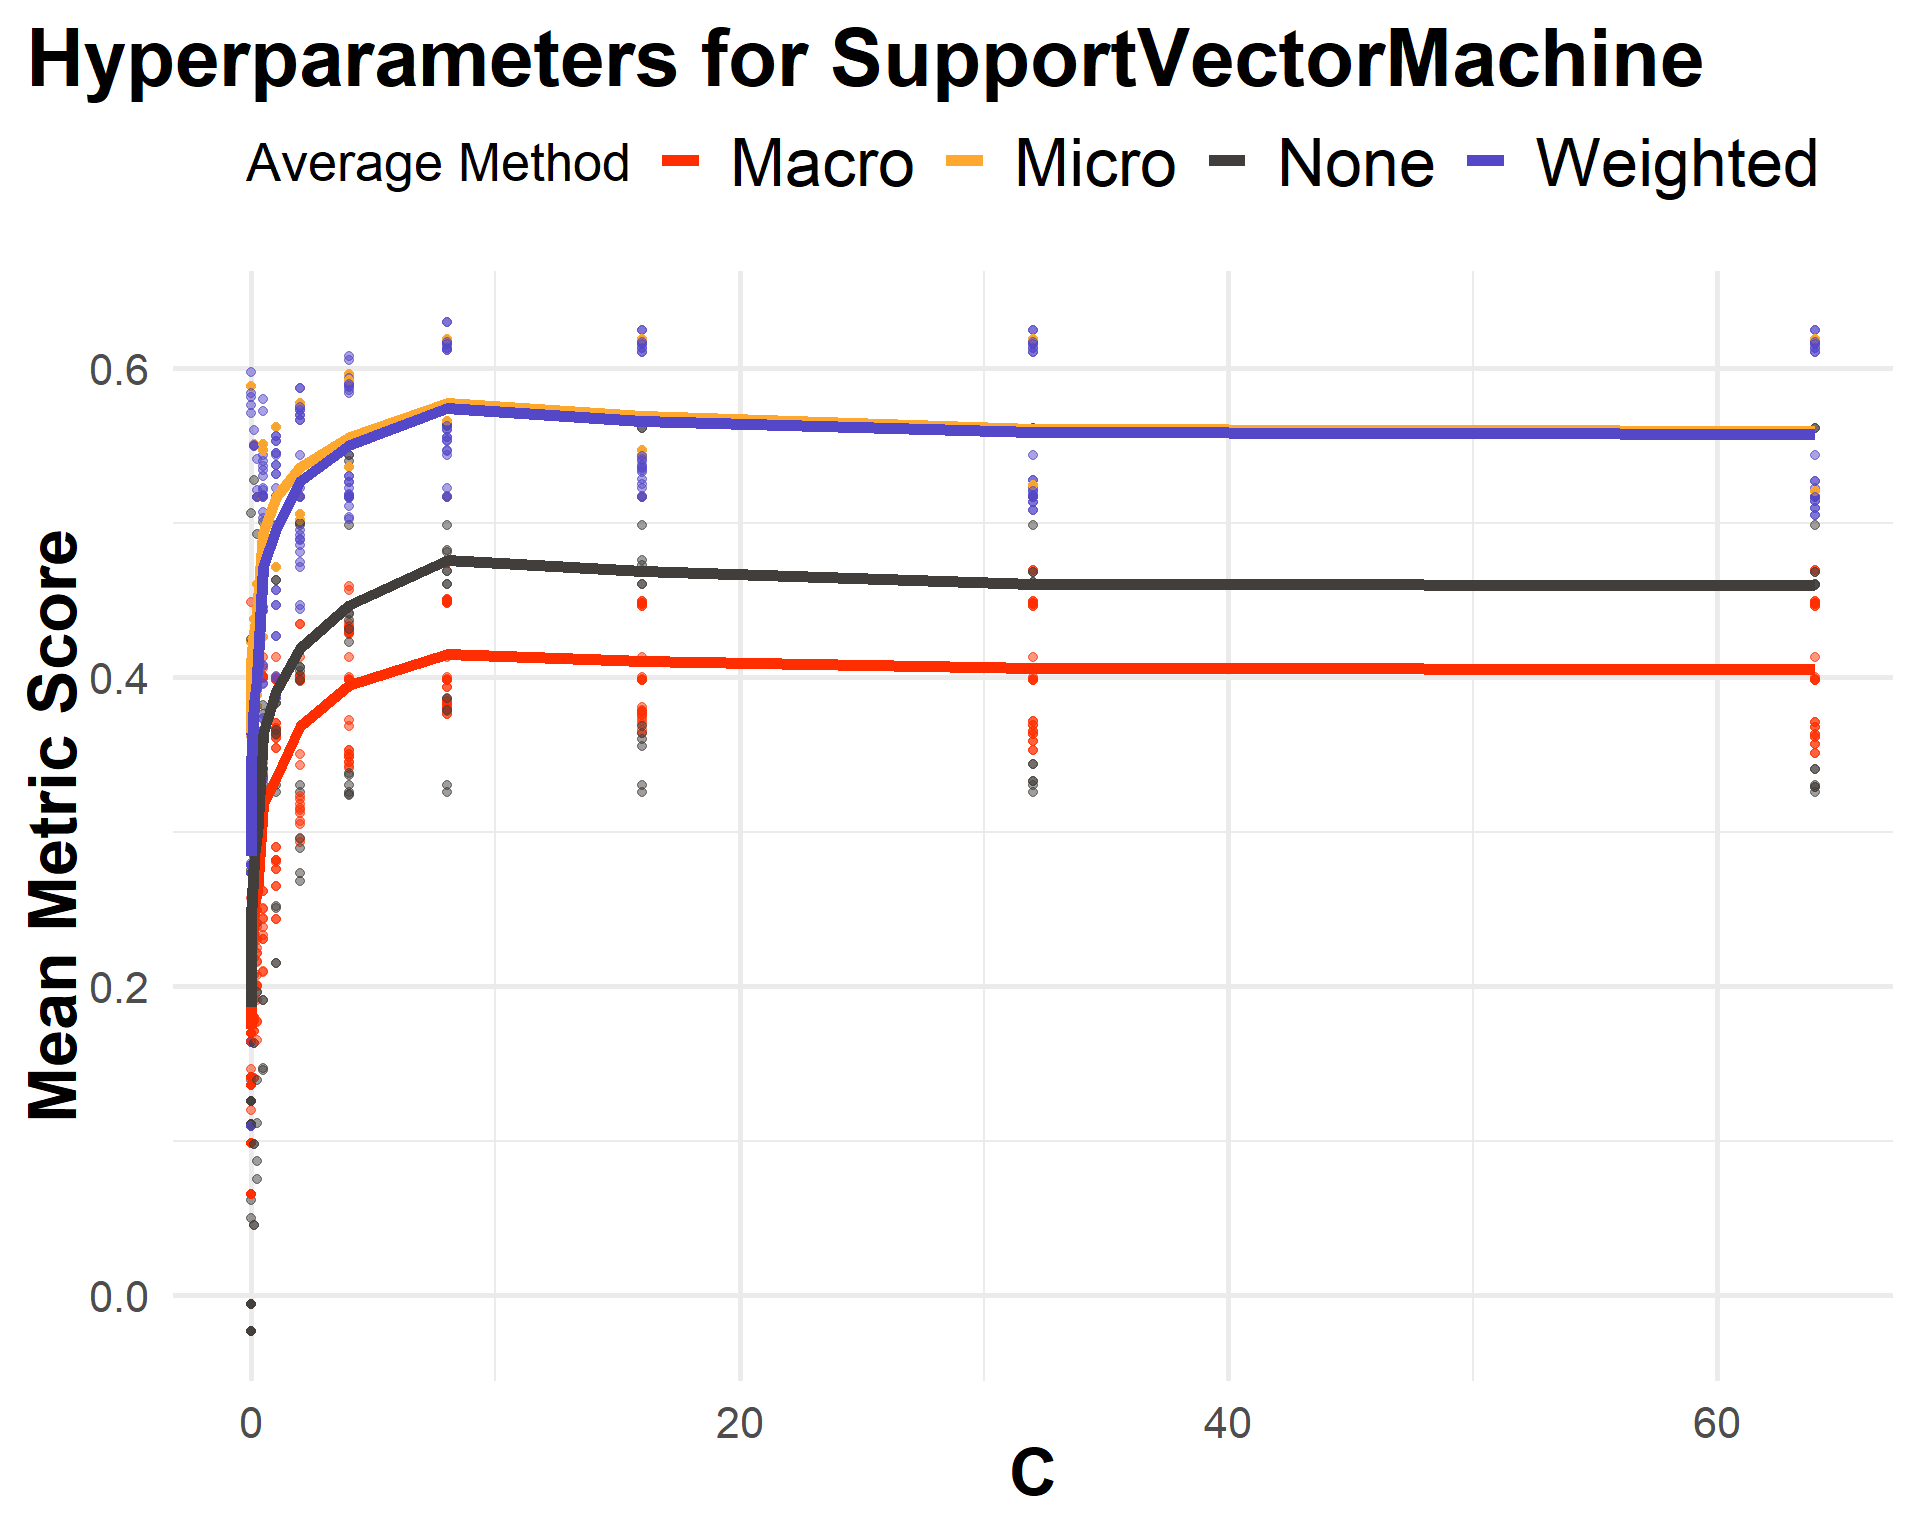 Hyperparameters for SupportVectorMachine
Average Method Macro Micro None Weighted
Mean Metric Score
0.6
0.4
0.2
0.0
0 20 40 60
C